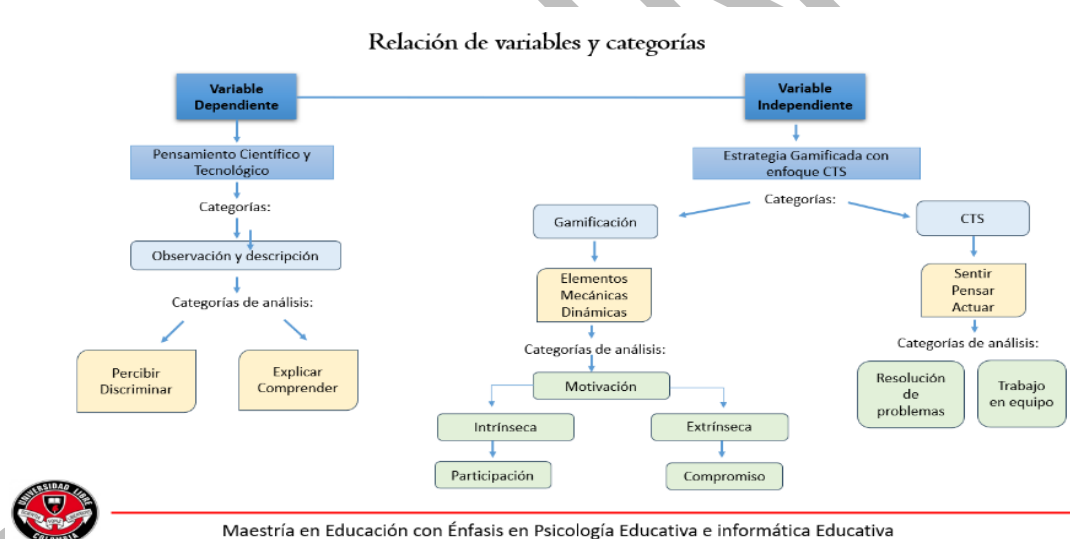 Relación de variables y categorías
Variable
Dependiente
Variable
Independiente
Pensamiento Científico y
Tecnológico
Estrategia Gamificada con
enfoque CTS
Categorías:
Categorías:
Gamificación
CTS
Observación y descripción
Elementos
Mecánicas
Dinámicas
Sentir
Pensar
Actuar
Categorías de análisis:
Categorías de análisis:
Categorías de análisis:
Percibir
Discriminar
Explicar
Comprender
Motivación
Resolución
de
problemas
Trabajo
en equipo
Intrínseca
Extrínseca
Participación
Compromiso
UNIVERSIDAD LIBRE
COLOMBIA
Maestría en Educación con Énfasis en Psicología Educativa e informática Educativa